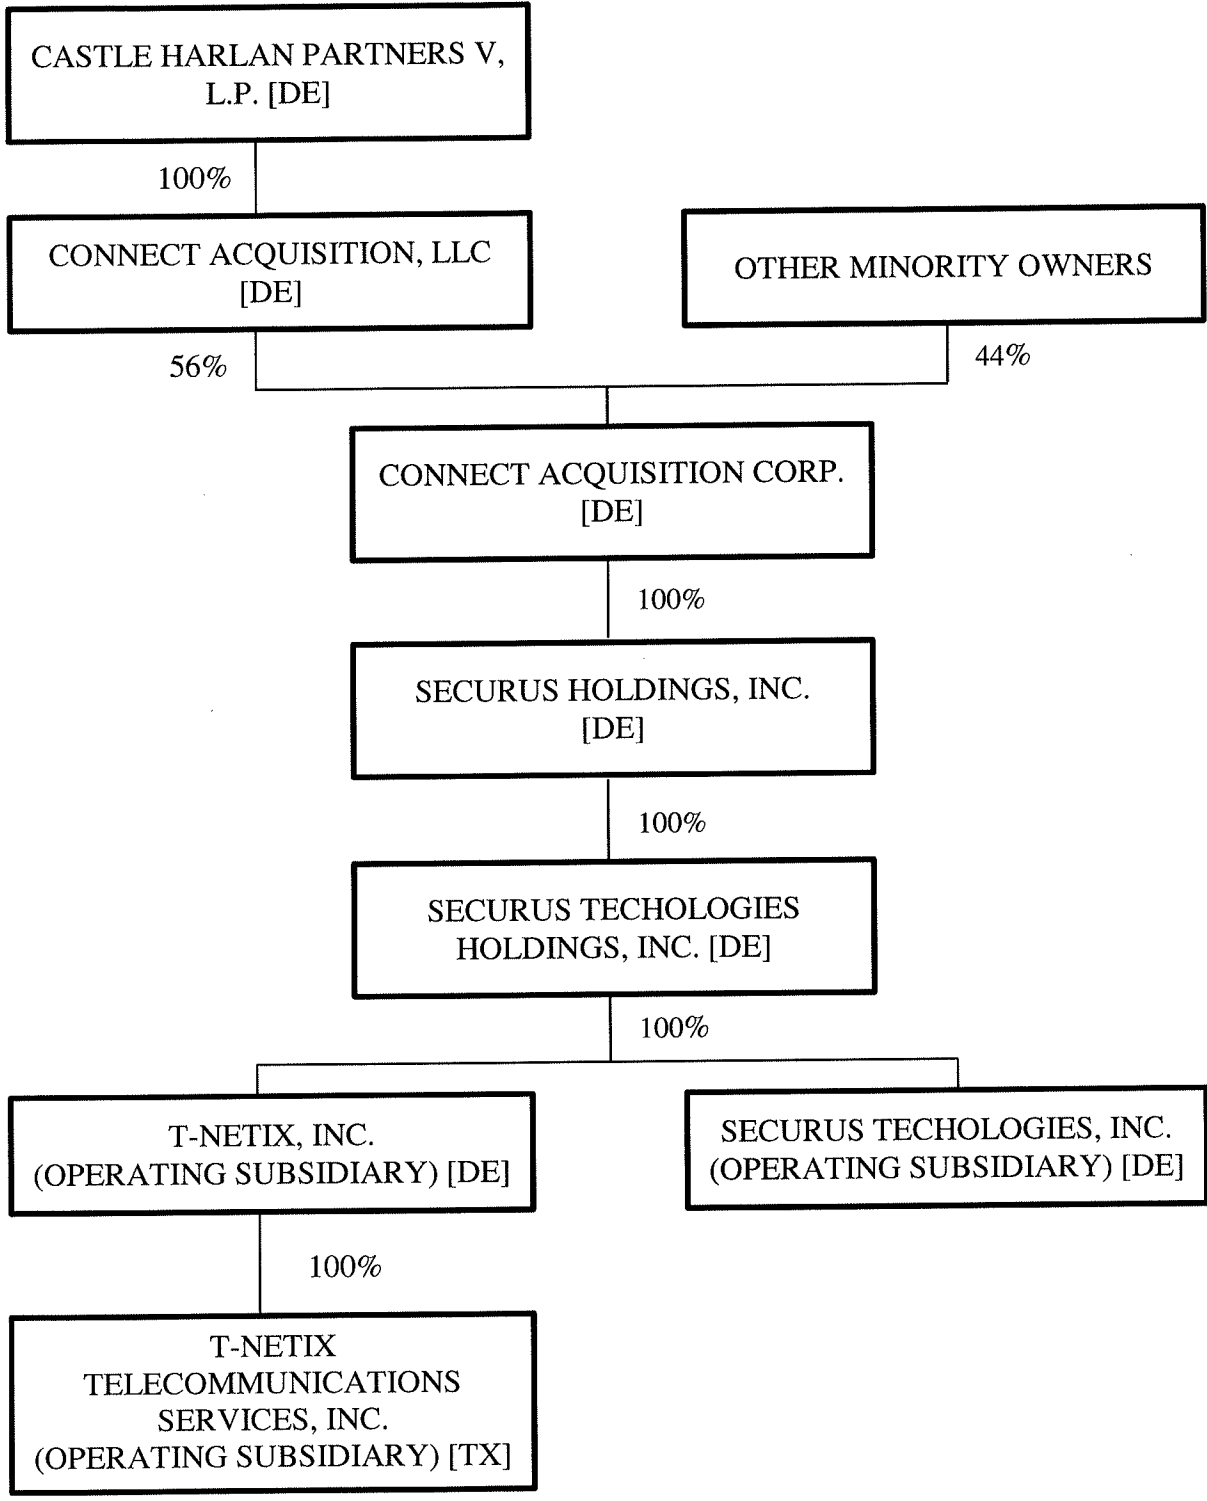 CASTLE HARLAN PARTNERS V,
L.P. [DE]
100%
CONNECT ACQUISITION, LLC
[DE]
OTHER MINORITY OWNERS
56%
44%
CONNECT ACQUISITION CORP.
[DE]
100%
SECURUS HOLDINGS, INC.
[DE]
100%
SECURUS TECHOLOGIES
HOLDINGS, INC. [DE]
100%
T-NETIX, INC.
(OPERATING SUBSIDIARY) [DE]
SECURUS TECHOLOGIES, INC.
(OPERATING SUBSIDIARY) [DE]
100%
T-NETIX
TELECOMMUNICATIONS
SERVICES, INC.
(OPERATING SUBSIDIARY) [TX]